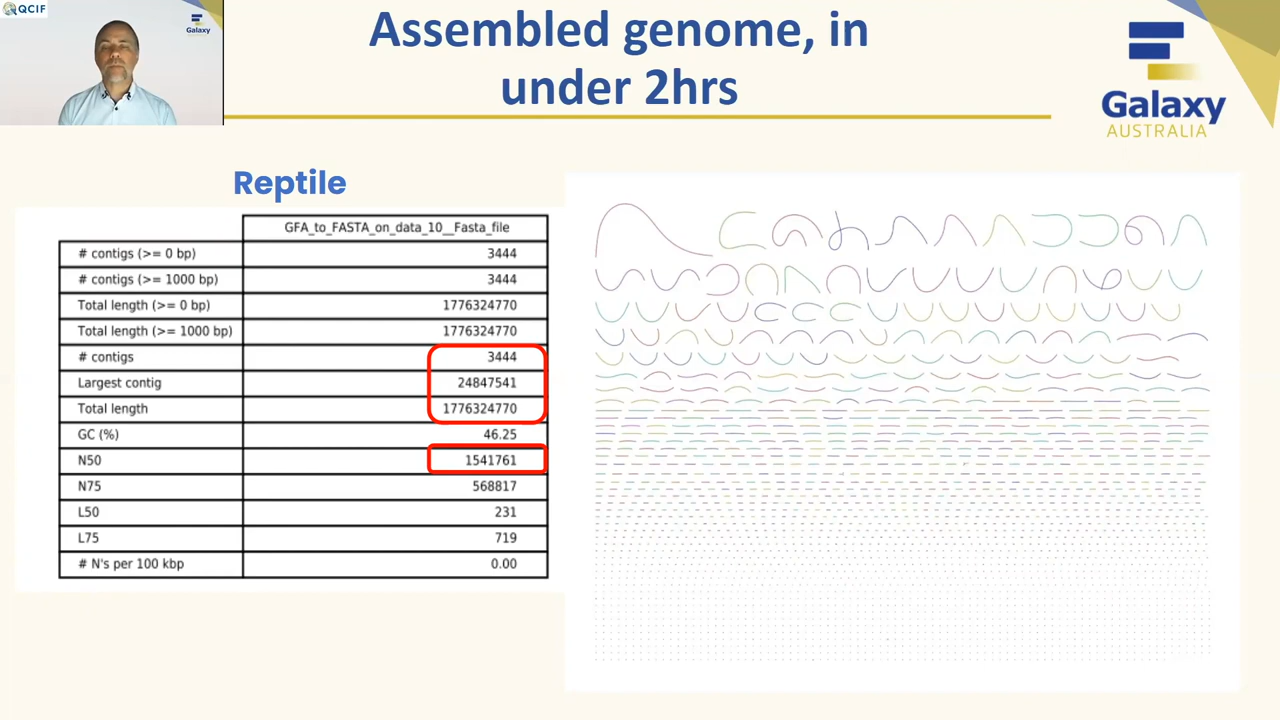 QCIF
Galaxy
Assembled genome, in
under 2hrs
Galaxy
AUSTRALIA
Reptile
GFA_to_FASTA_on_data_10__Fasta_file
# contigs (>= 0 bp) 3444
# contigs (>= 1000 bp) 3444
Total length (>= 0 bp) 1776324770
Total length (>= 1000 bp) 1776324770
# contigs 3444
Largest contig 24847541
Total length 1776324770
GC (%) 46.25
N50 1541761
N75 568817
L50 231
L75 719
# N's per 100 kbp 0.00